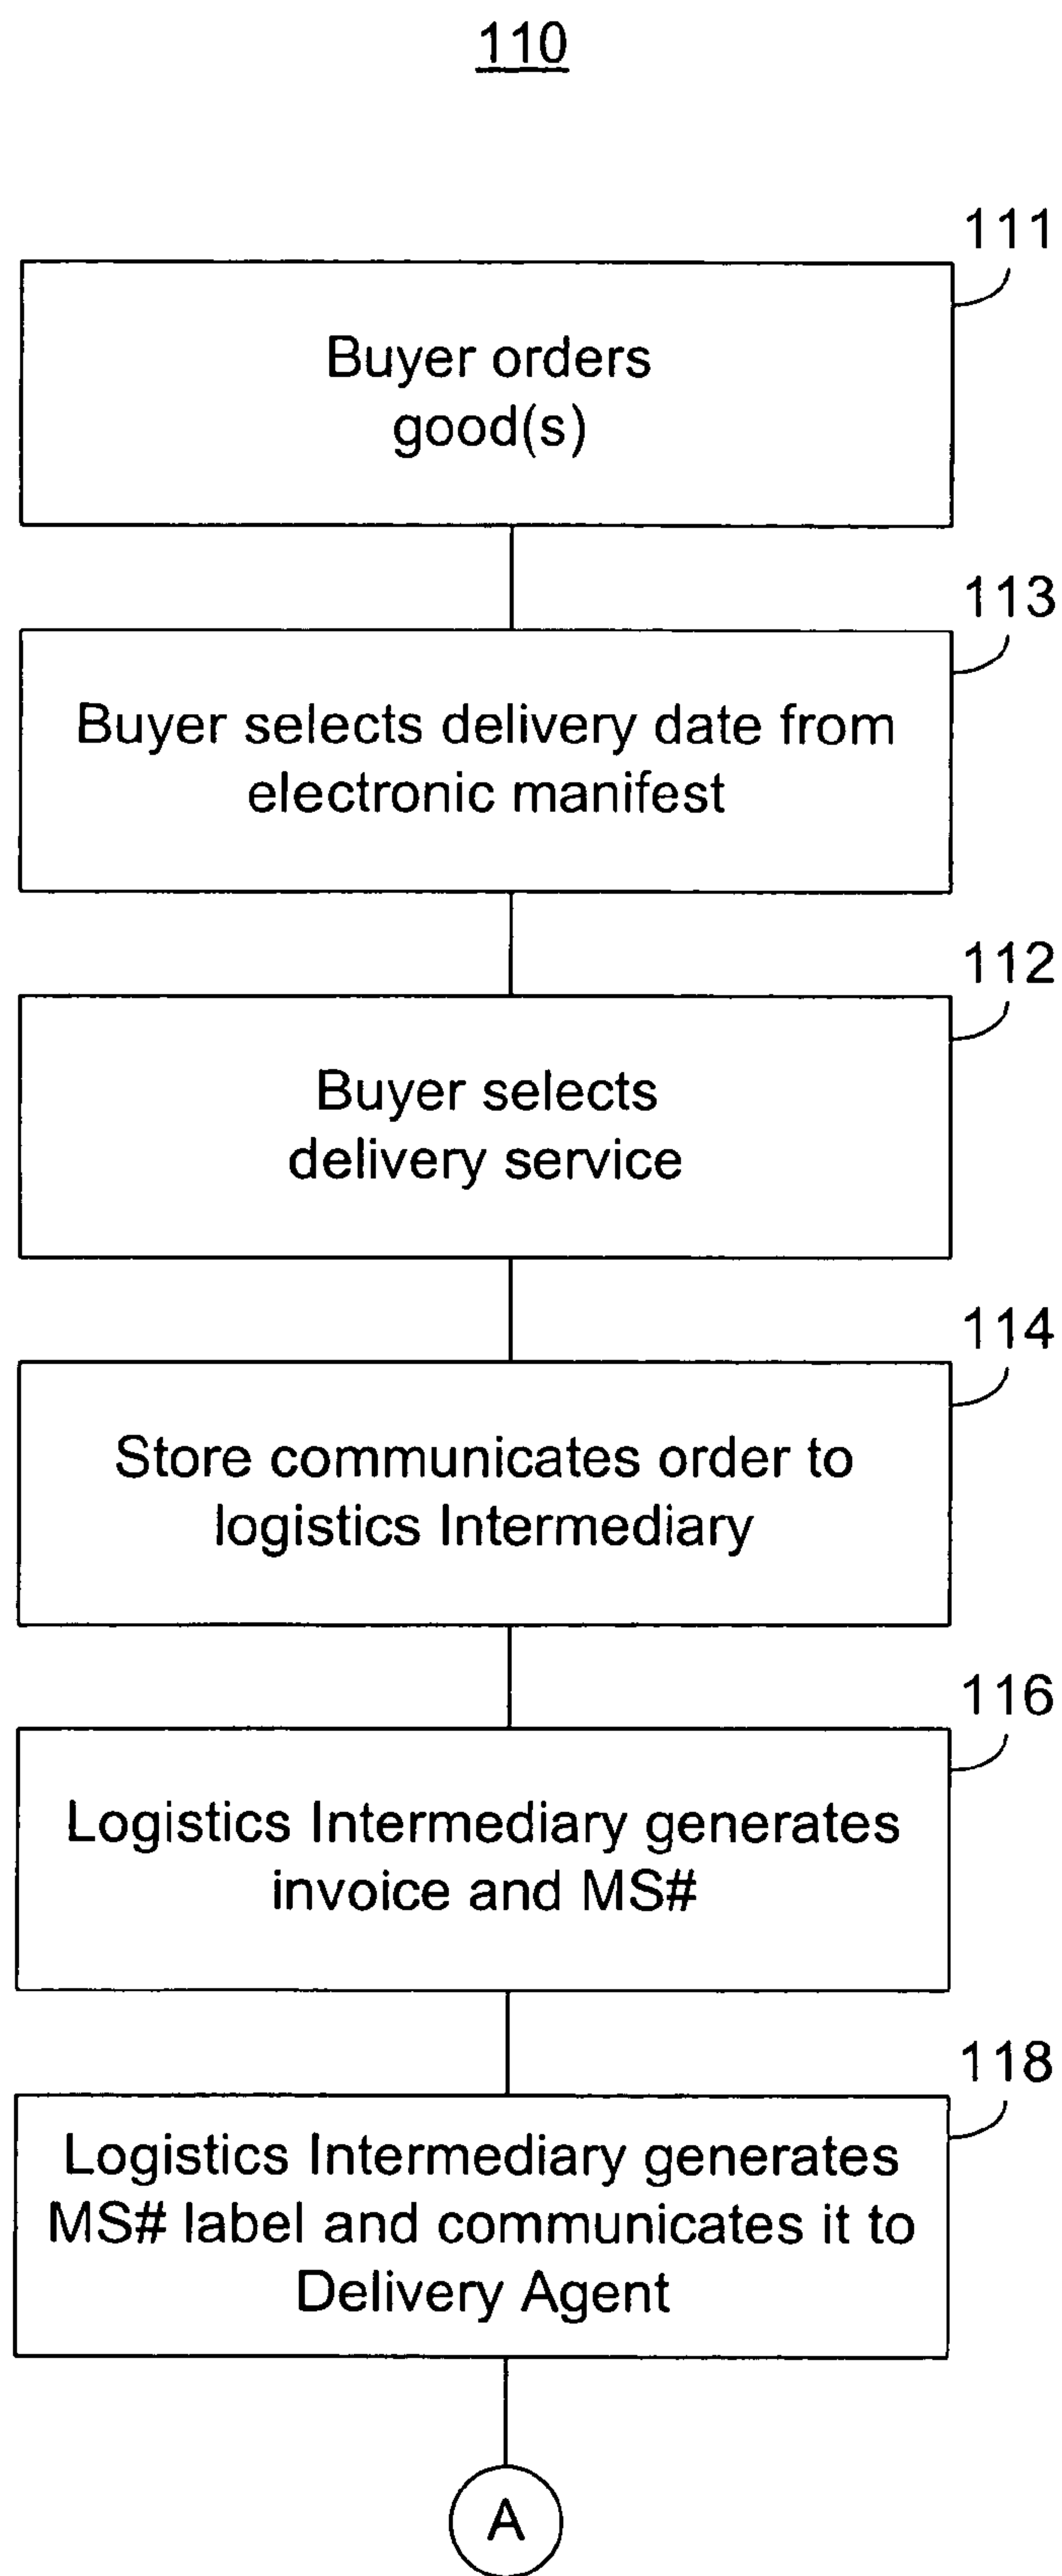 110
111
Buyer orders
good(s)
113
Buyer selects delivery date from
electronic manifest
112
Buyer selects
delivery service
114
Store communicates order to
logistics Intermediary
116
Logistics Intermediary generates
invoice and MS#
118
Logistics Intermediary generates
MS# label and communicates it to
Delivery Agent
A